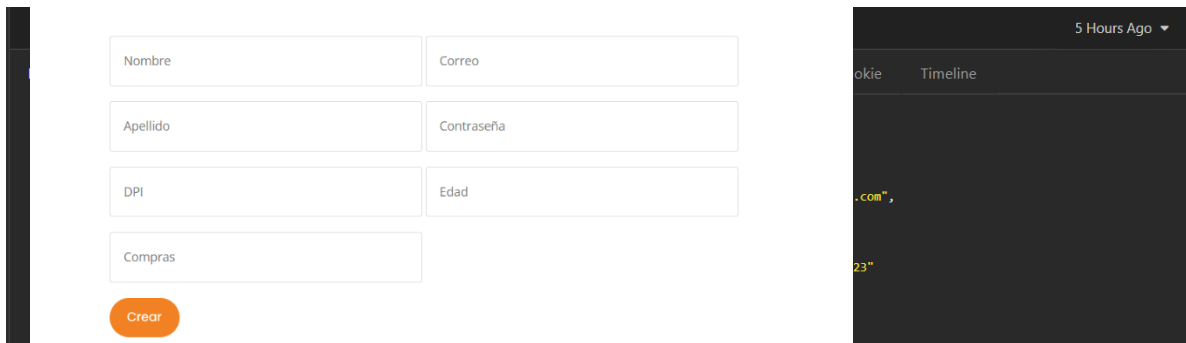 5 Hours Ago
Nombre Correo
okie Timeline
Apellido Contraseña
DPI Edad
.com",
Compras
23"
Crear